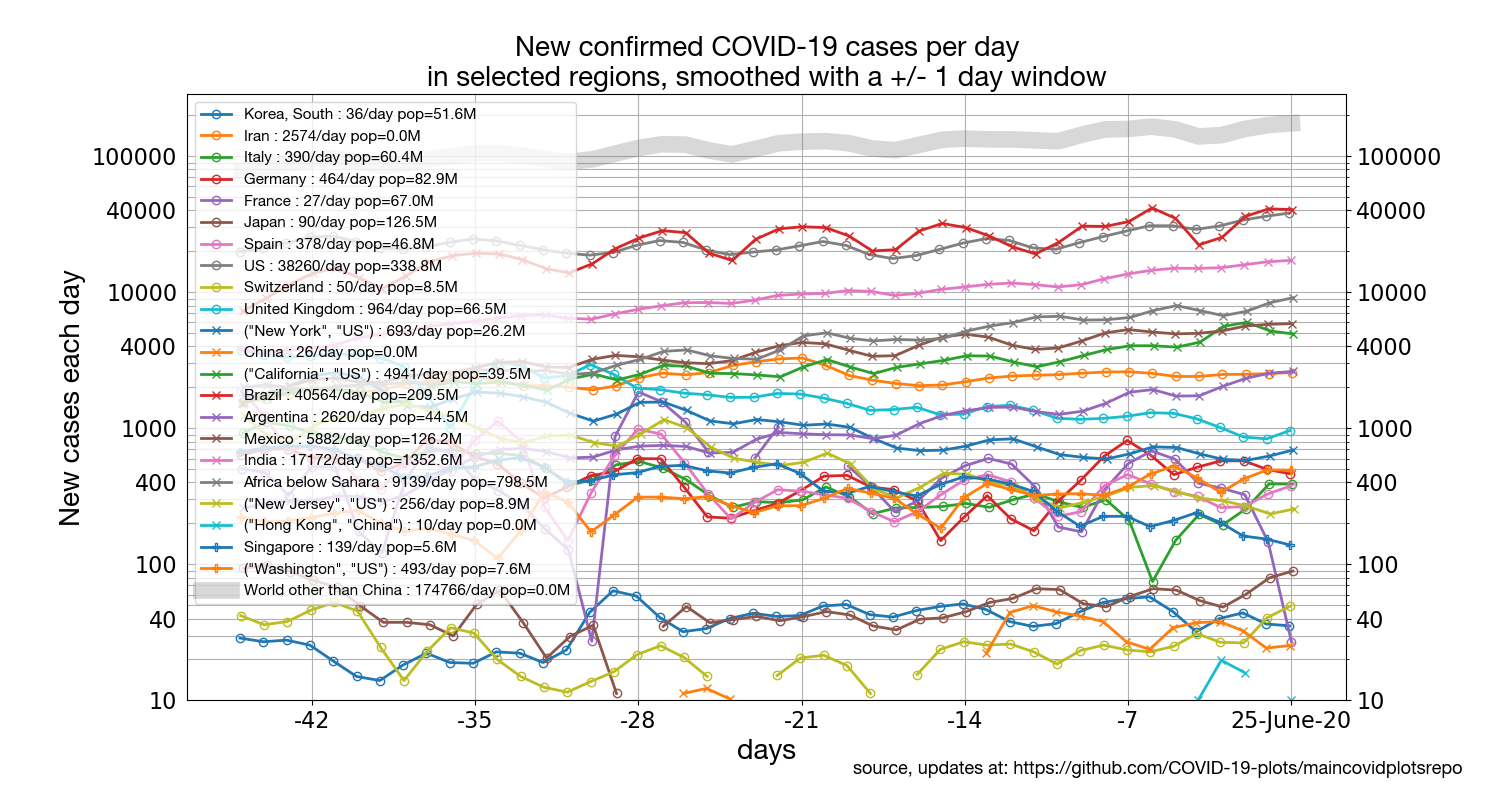 New confirmed COVID-19 cases per day
in selected regions, smoothed with a +/- 1 day window
Korea, South : 36/day pop=51.6M
Iran : 2574/day pop=0.0M
Italy : 390/day pop=60.4M
Germany : 464/day pop=82.9M
France : 27/day pop=67.0M
Japan : 90/day pop=126.5M
Spain : 378/day pop=46.8M
US : 38260/day pop=338.8M
Switzerland : 50/day pop=8.5M
United Kingdom : 964/day pop=66.5M
("New York", "US") : 693/day pop=26.2M
China : 26/day pop=0.0M
("California", "US") : 4941/day pop=39.5M
Brazil : 40564/day pop=209.5M
Argentina : 2620/day pop=44.5M
Mexico : 5882/day pop=126.2M
India : 17172/day pop=1352.6M
Africa below Sahara : 9139/day pop=798.5M
("New Jersey", "US") : 256/day pop=8.9M
("Hong Kong", "China") : 10/day pop=0.0M
Singapore : 139/day pop=5.6M
("Washington", "US") : 493/day pop=7.6M
World other than China : 174766/day pop=0.0M
New cases each day
100000
40000
10000
4000
1000
400
100
40
10
100000
40000
10000
4000
1000
400
100
40
10
-42 -35 -28 -21 -14 -7 25-June-20
days
source, updates at: https://github.com/COVID-19-plots/maincovidplotsrepo